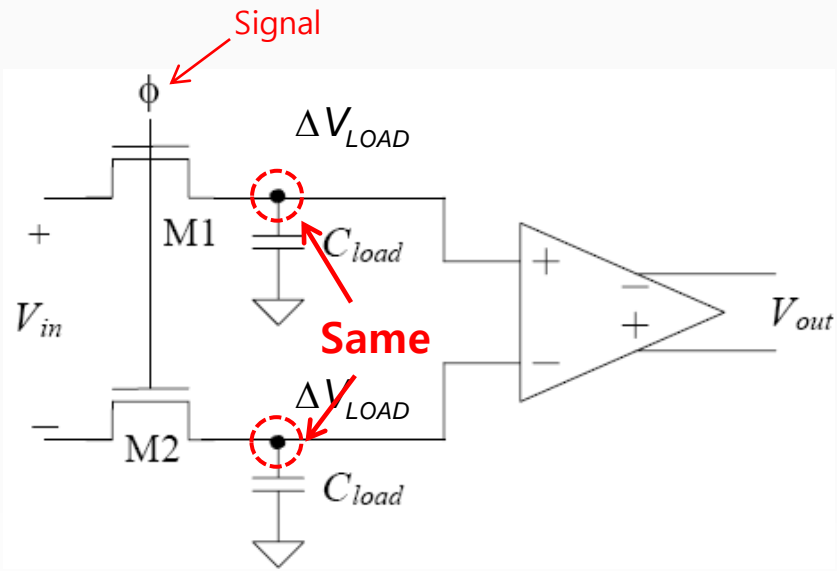 Signal
ϕ
ΔV_LOAD
+
M1
C_load
V_in
Same
+
−
−
+
V_out
ΔV_LOAD
−
M2
C_load